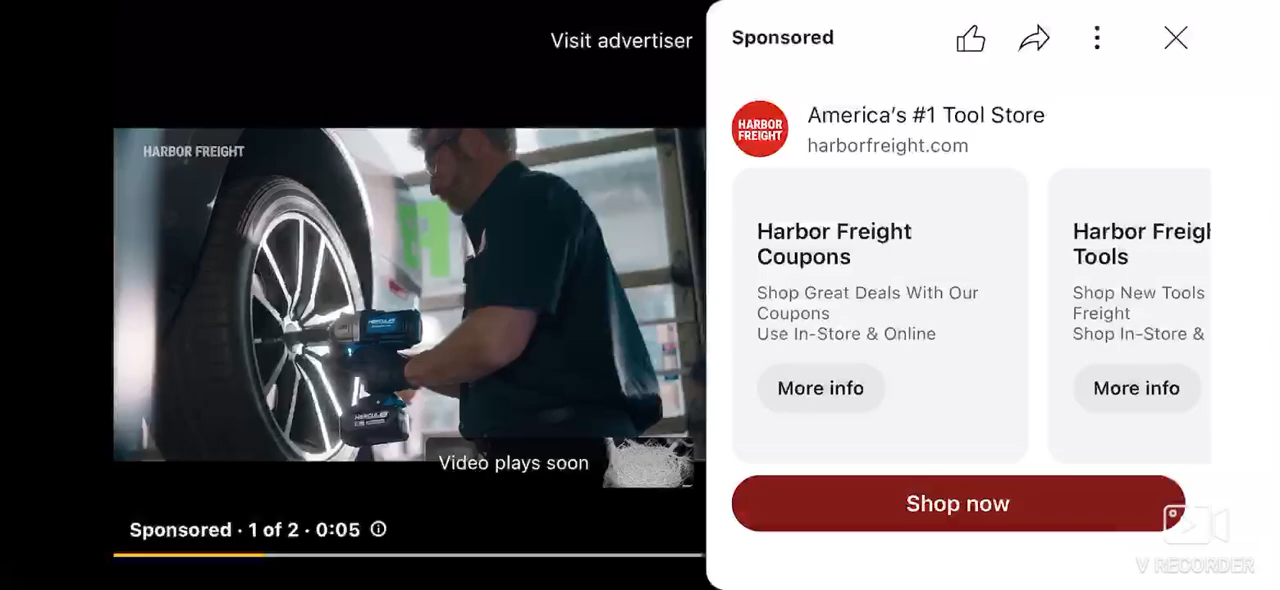 Visit advertiser
HARBOR FREIGHT
HERCULES
HERCULES
Video plays soon
Sponsored · 1 of 2 · 0:05
Sponsored
HARBOR
FREIGHT
America's #1 Tool Store
harborfreight.com
Harbor Freight
Coupons
Shop Great Deals With Our
Coupons
Use In-Store & Online
More info
Harbor Freigh
Tools
Shop New Tools
Freight
Shop In-Store &
More info
Shop now
V RECORDER